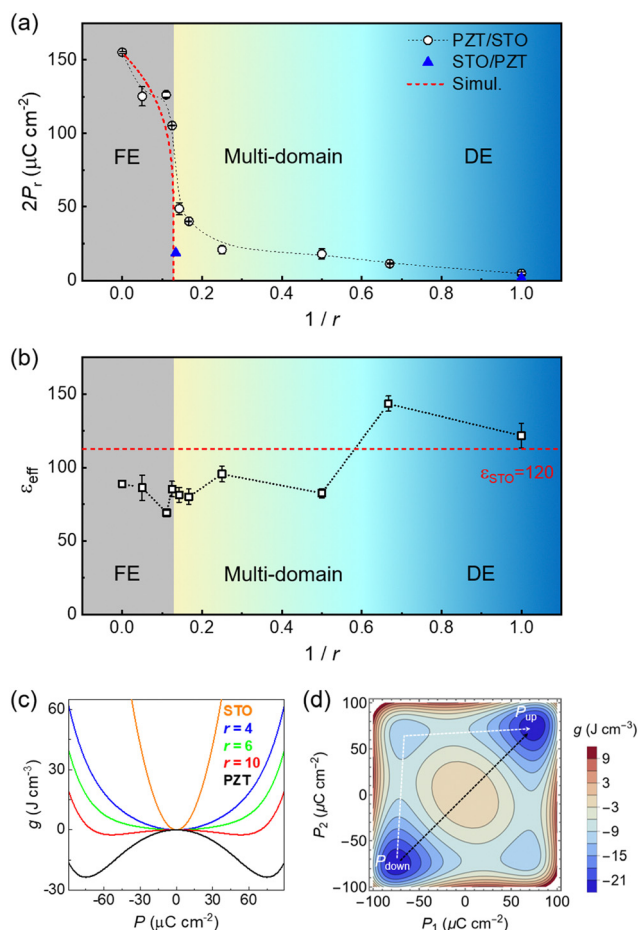 (a)
150
100
50
0
2Pr (μC cm⁻²)
PZT/STO
STO/PZT
Simul.
FE
Multi-domain
DE
0.0 0.2 0.4 0.6 0.8 1.0
1 / r
(b)
150
100
50
0
εeff
εSTO=120
FE
Multi-domain
DE
0.0 0.2 0.4 0.6 0.8 1.0
1 / r
(c)
60
30
0
-30
g (J cm⁻³)
STO
r = 4
r = 6
r = 10
PZT
-50 0 50
P (μC cm⁻²)
(d)
100
50
0
−50
−100
P₂ (μC cm⁻²)
Pup
Pdown
−100 −50 0 50 100
P₁ (μC cm⁻²)
g (J cm⁻³)
9
3
−3
−9
−15
−21